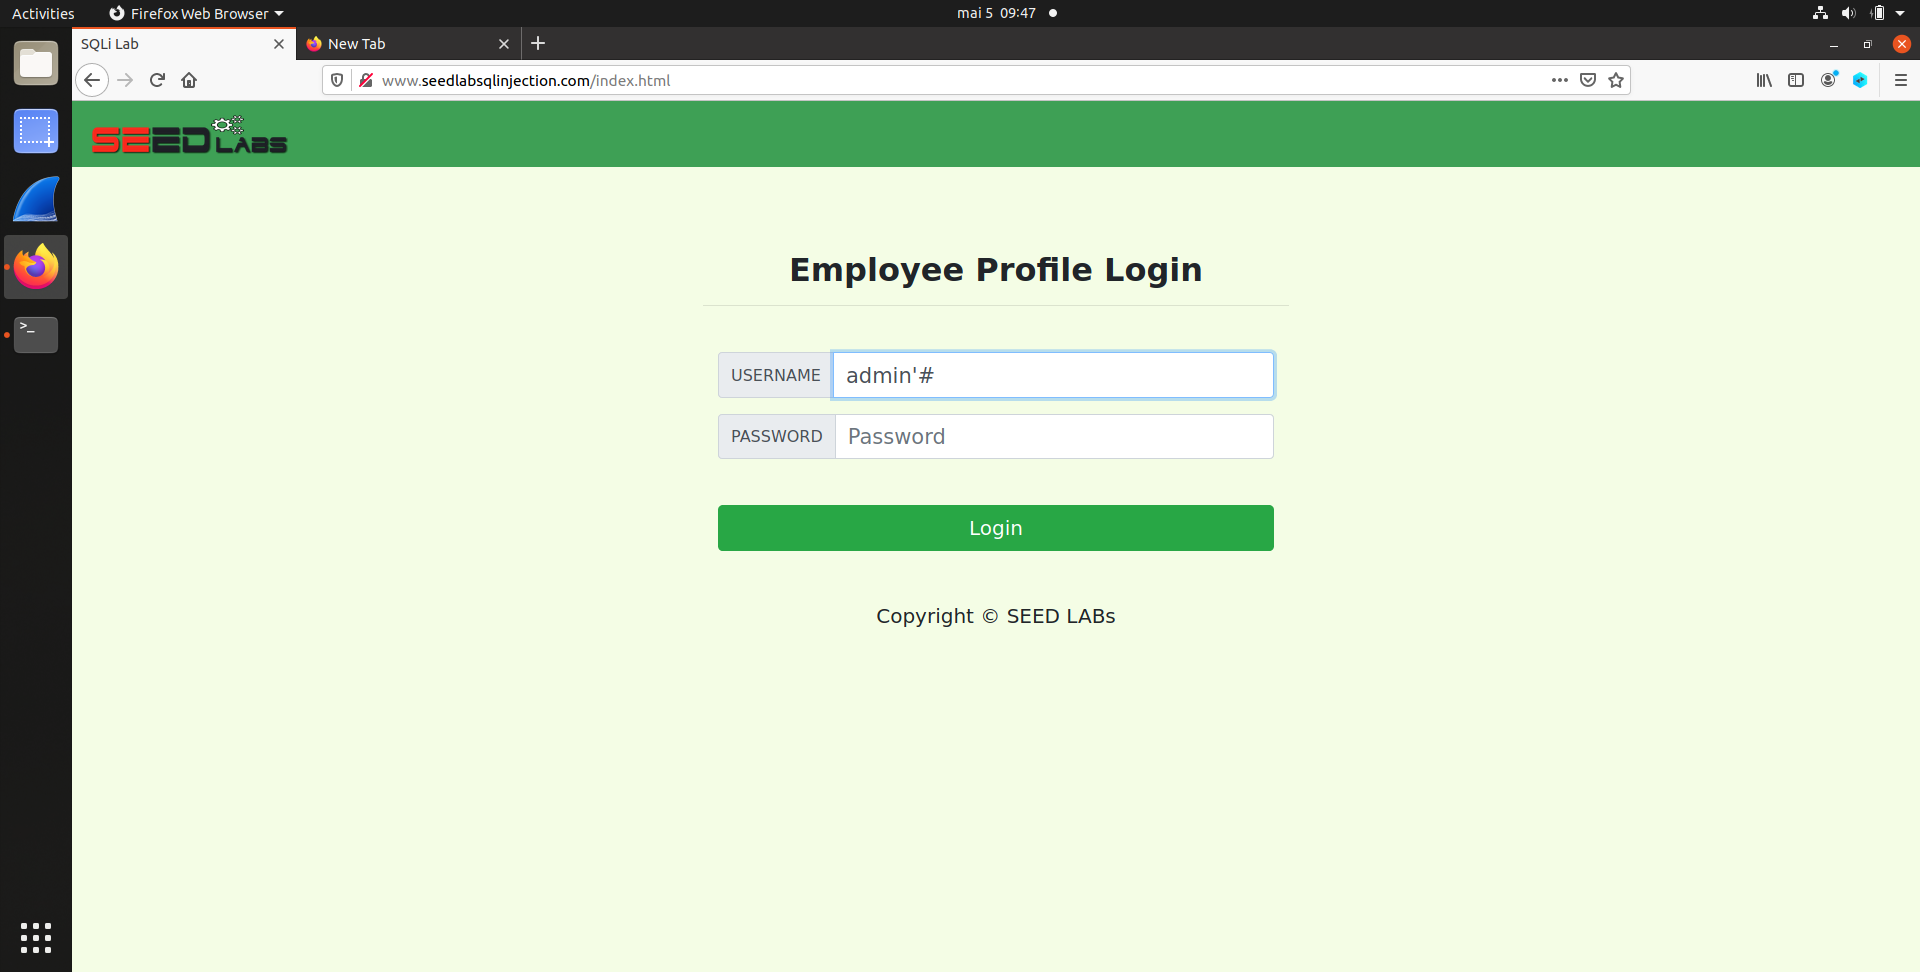 Activities
Firefox Web Browser
mai 5 09:47
SQLi Lab
New Tab
www.seedlabsqlinjection.com/index.html
SEED LABS
Employee Profile Login
USERNAME admin'#
PASSWORD Password
Login
Copyright © SEED LABs
>_